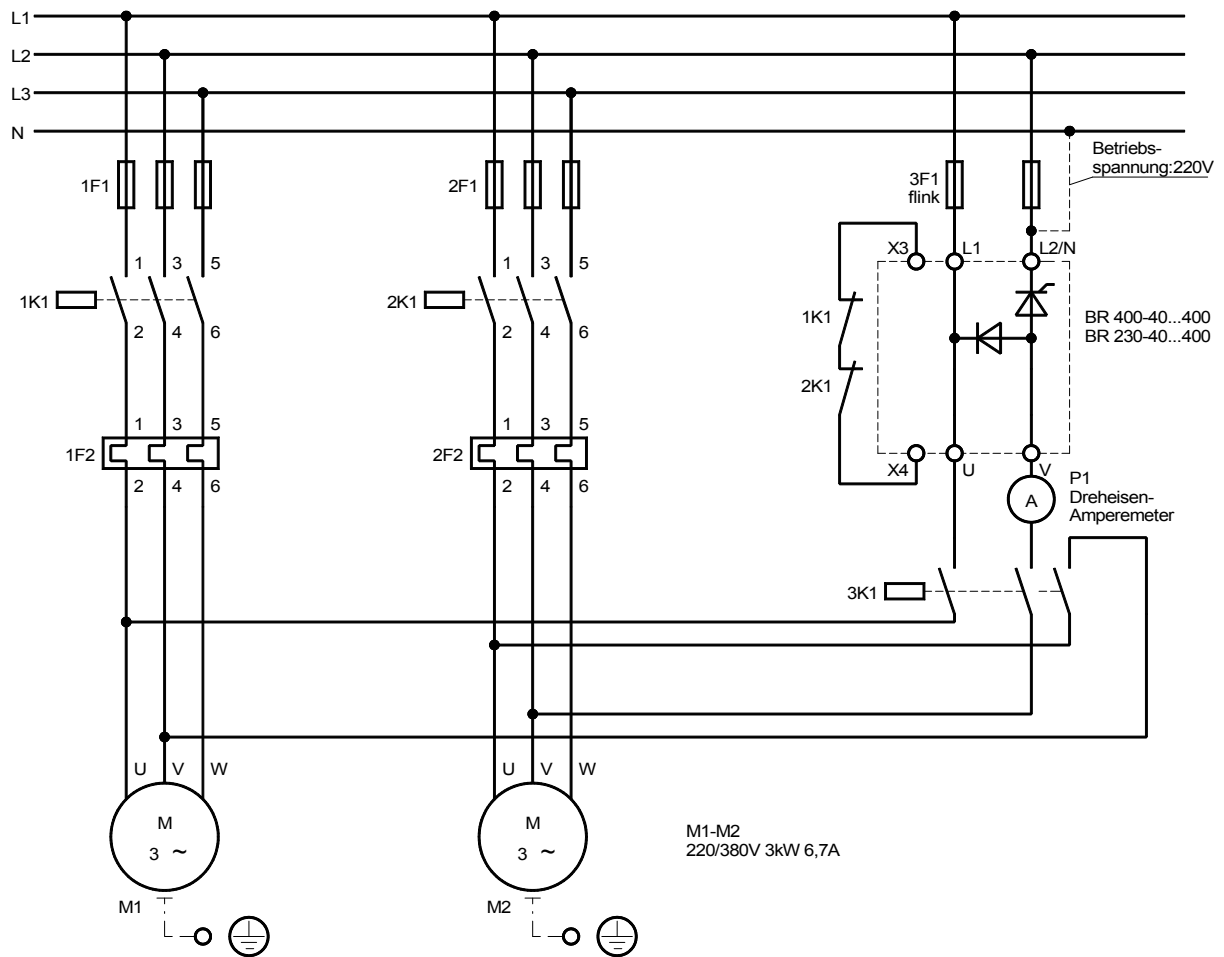 L1
L2
L3
N
Betriebs-
spannung:220V
1F1
2F1
3F1
flink
X3 L1 L2/N
1 3 5
1 3 5
1K1
2K1
1K1
BR 400-40...400
BR 230-40...400
2 4 6
2 4 6
2K1
1 3 5
1 3 5
1F2
2F2
X4 U V
P1
2 4 6
2 4 6
A
Dreheisen-
Amperemeter
3K1
U V W
U V W
M
3 ~
M
3 ~
M1-M2
220/380V 3kW 6,7A
M1
M2